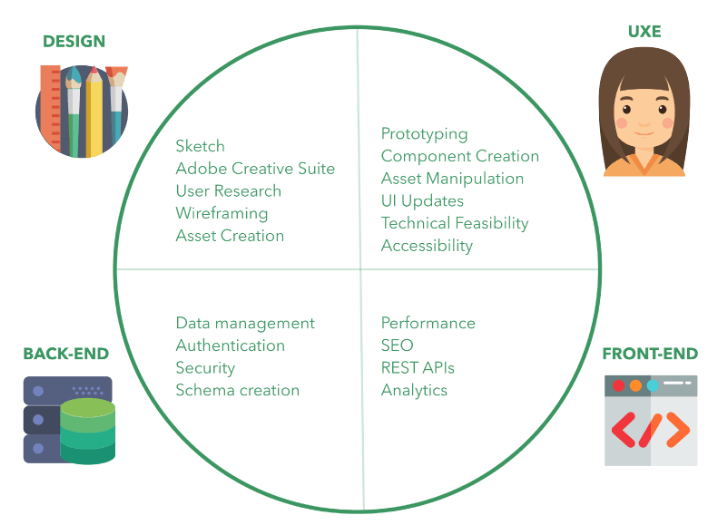 DESIGN
Sketch
Adobe Creative Suite
User Research
Wireframing
Asset Creation
UXE
Prototyping
Component Creation
Asset Manipulation
UI Updates
Technical Feasibility
Accessibility
BACK-END
Data management
Authentication
Security
Schema creation
FRONT-END
Performance
SEO
REST APIs
Analytics